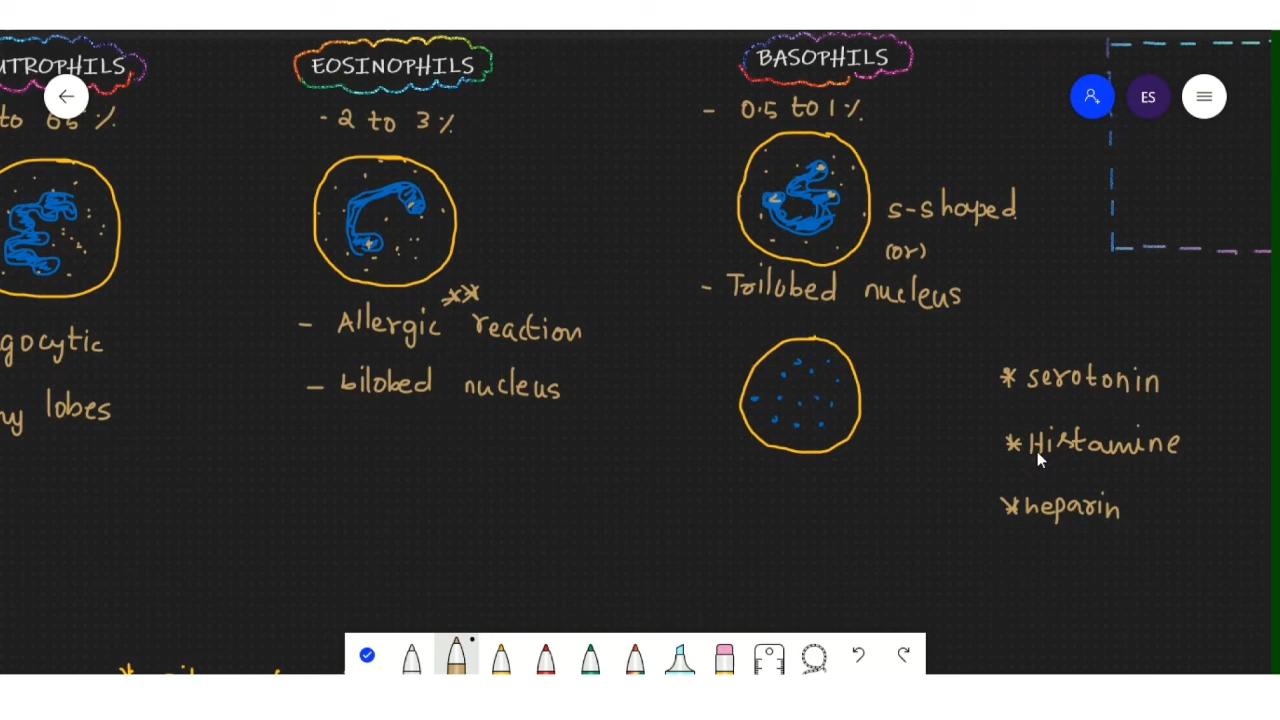 UTROPHILS
to 65 %
gocytic
ny lobes
EOSINOPHILS
- 2 to 3 %
- Allergic ** reaction
- bilobed nucleus
BASOPHILS
- 0.5 to 1 %
s-shaped
(or)
- Trilobed nucleus
* serotonin
* Histamine
* heparin
ES